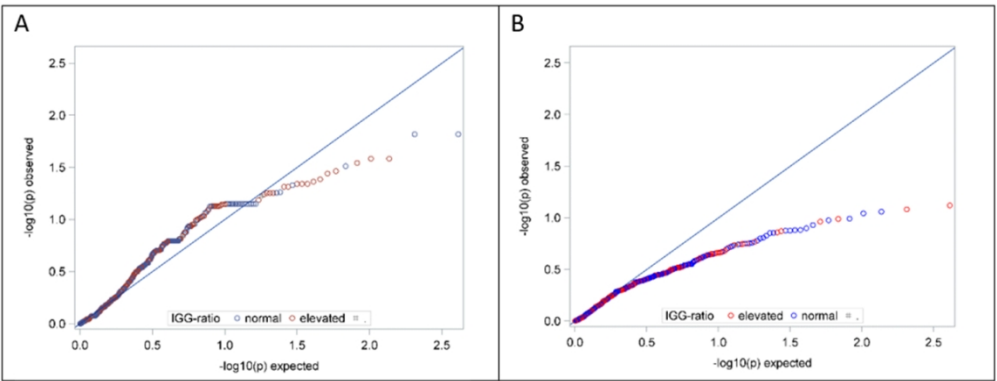 A
2.5
2.0
1.5
1.0
0.5
0.0
-log10(p) observed
IGG-ratio normal elevated .
0.0 0.5 1.0 1.5 2.0 2.5
-log10(p) expected
B
2.5
2.0
1.5
1.0
0.5
0.0
-log10(p) observed
IGG-ratio elevated normal .
0.0 0.5 1.0 1.5 2.0 2.5
-log10(p) expected